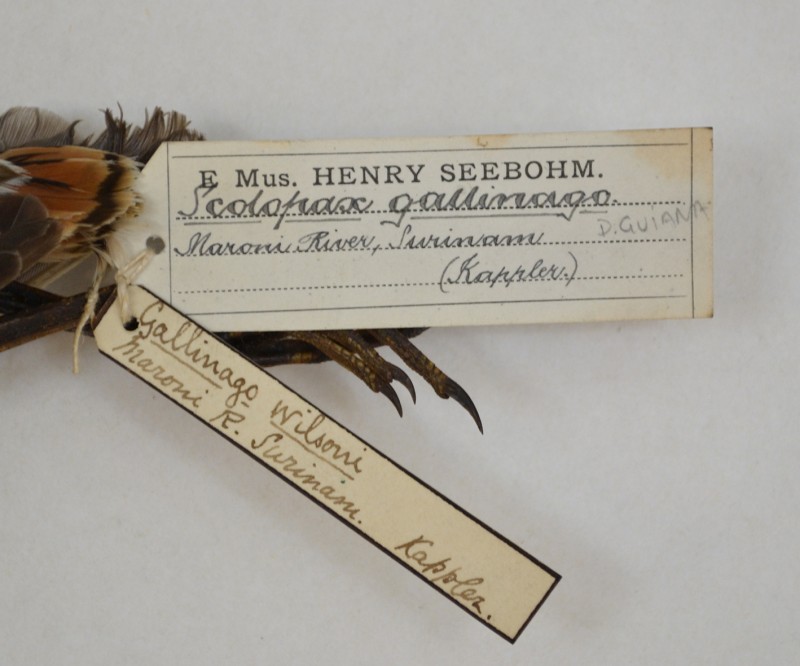 E Mus. HENRY SEEBOHM.
Scolopax gallinago.
Maroni River, Surinam
D. GUIANA
(Kappler.)
Gallinago Wilsoni
Maroni R. Surinam.
Kappler.